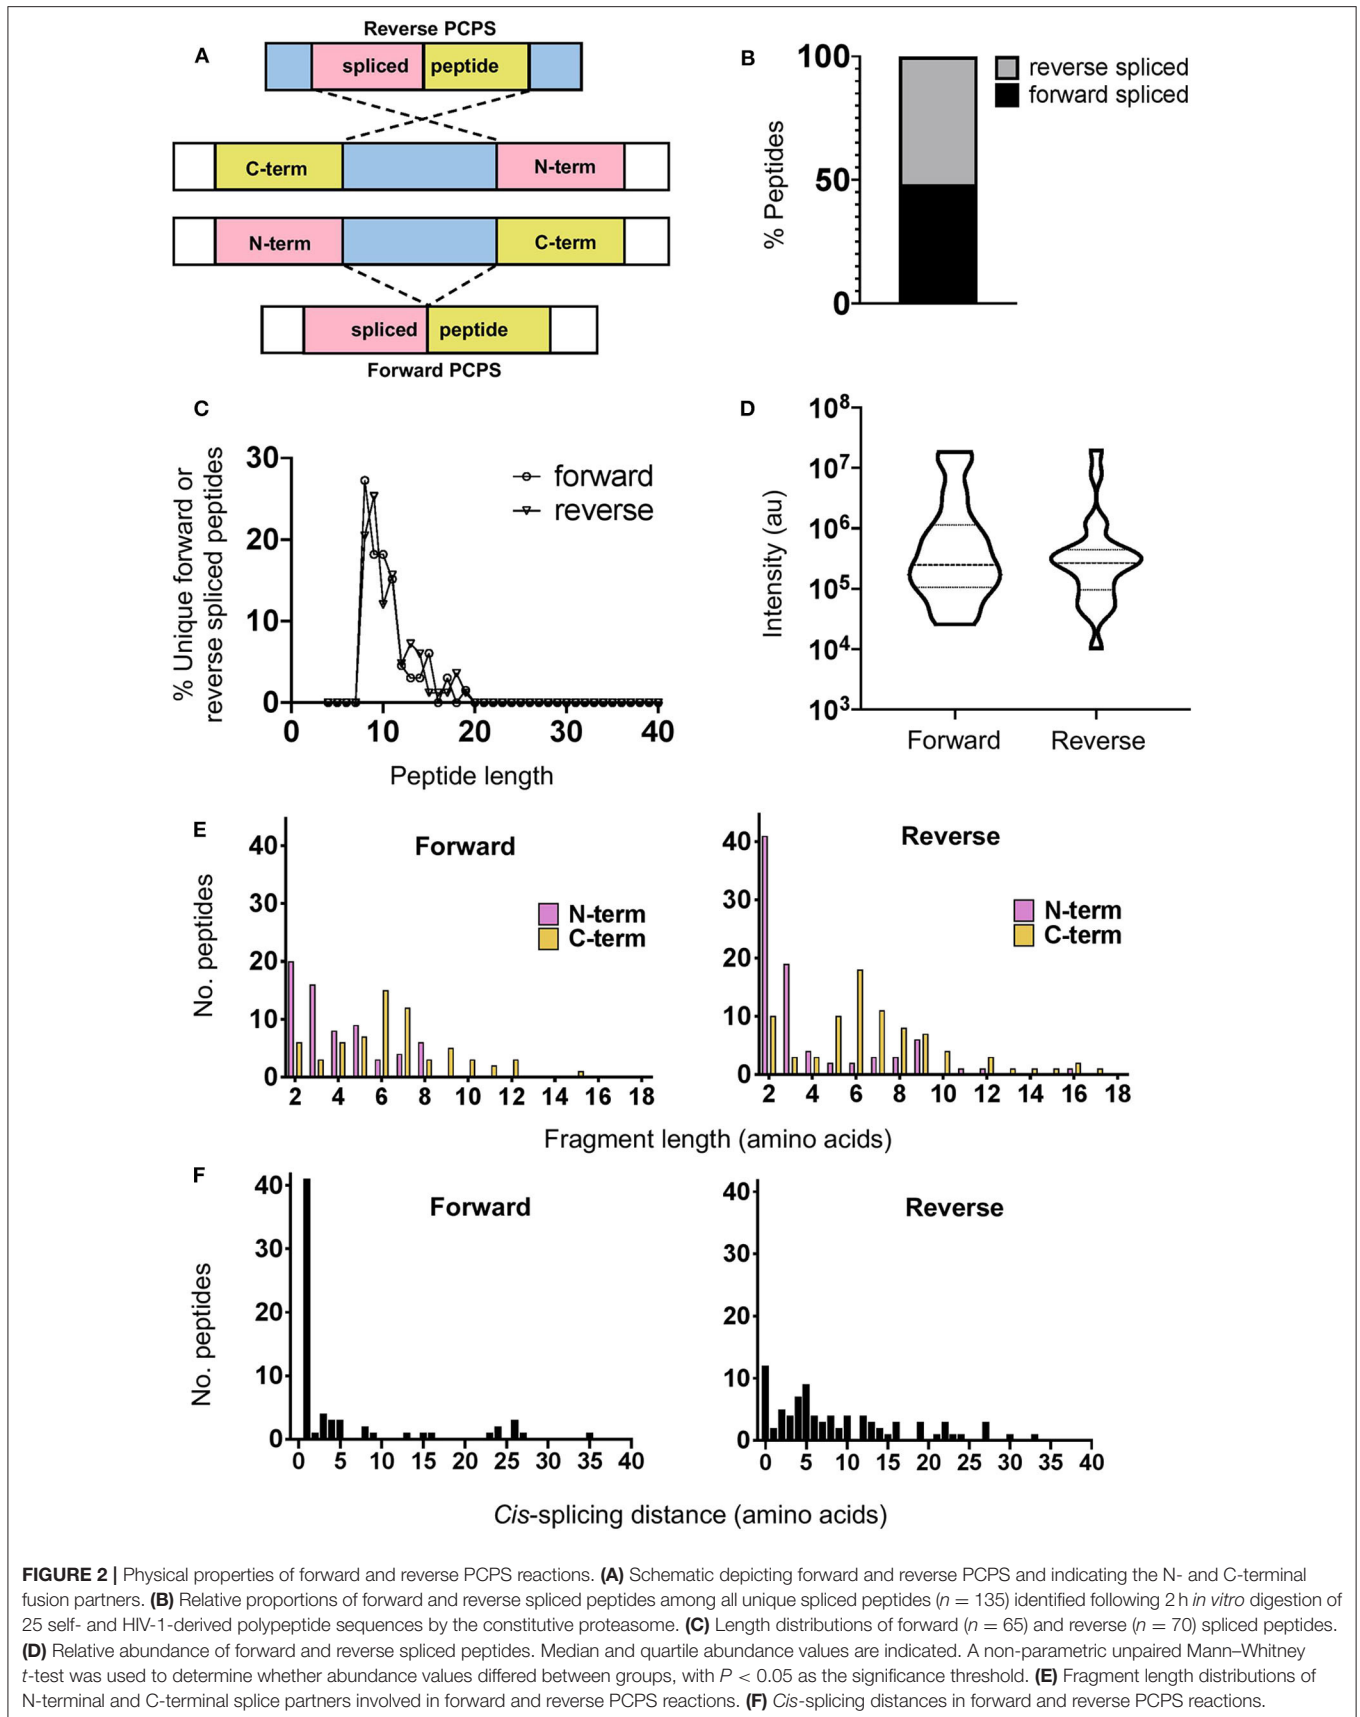 A
Reverse PCPS
spliced peptide
C-term N-term
N-term C-term
spliced peptide
Forward PCPS
B
100
50
0
% Peptides
reverse spliced
forward spliced
C
30
20
10
0
% Unique forward or
reverse spliced peptides
forward
reverse
0 10 20 30 40
Peptide length
D
10⁸
10⁷
10⁶
10⁵
10⁴
10³
Intensity (au)
Forward Reverse
E
Forward
40
30
20
10
0
No. peptides
N-term
C-term
2 4 6 8 10 12 14 16 18
Reverse
40
30
20
10
0
N-term
C-term
2 4 6 8 10 12 14 16 18
Fragment length (amino acids)
F
Forward
40
30
20
10
0
No. peptides
0 5 10 15 20 25 30 35 40
Reverse
40
30
20
10
0
0 5 10 15 20 25 30 35 40
Cis-splicing distance (amino acids)
FIGURE 2 | Physical properties of forward and reverse PCPS reactions. (A) Schematic depicting forward and reverse PCPS and indicating the N- and C-terminal
fusion partners. (B) Relative proportions of forward and reverse spliced peptides among all unique spliced peptides (n = 135) identified following 2 h in vitro digestion of
25 self- and HIV-1-derived polypeptide sequences by the constitutive proteasome. (C) Length distributions of forward (n = 65) and reverse (n = 70) spliced peptides.
(D) Relative abundance of forward and reverse spliced peptides. Median and quartile abundance values are indicated. A non-parametric unpaired Mann–Whitney
t-test was used to determine whether abundance values differed between groups, with P < 0.05 as the significance threshold. (E) Fragment length distributions of
N-terminal and C-terminal splice partners involved in forward and reverse PCPS reactions. (F) Cis-splicing distances in forward and reverse PCPS reactions.